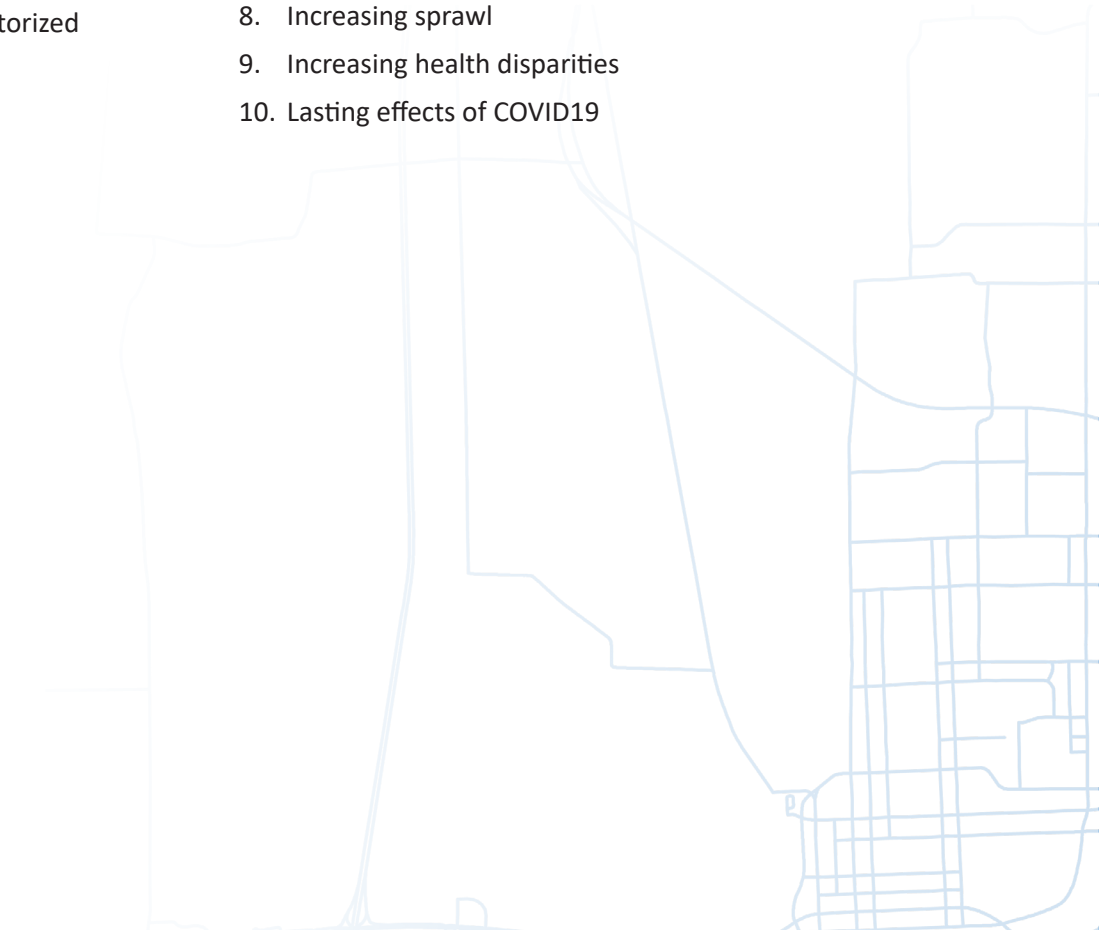 torized
8. Increasing sprawl
9. Increasing health disparities
10. Lasting effects of COVID19